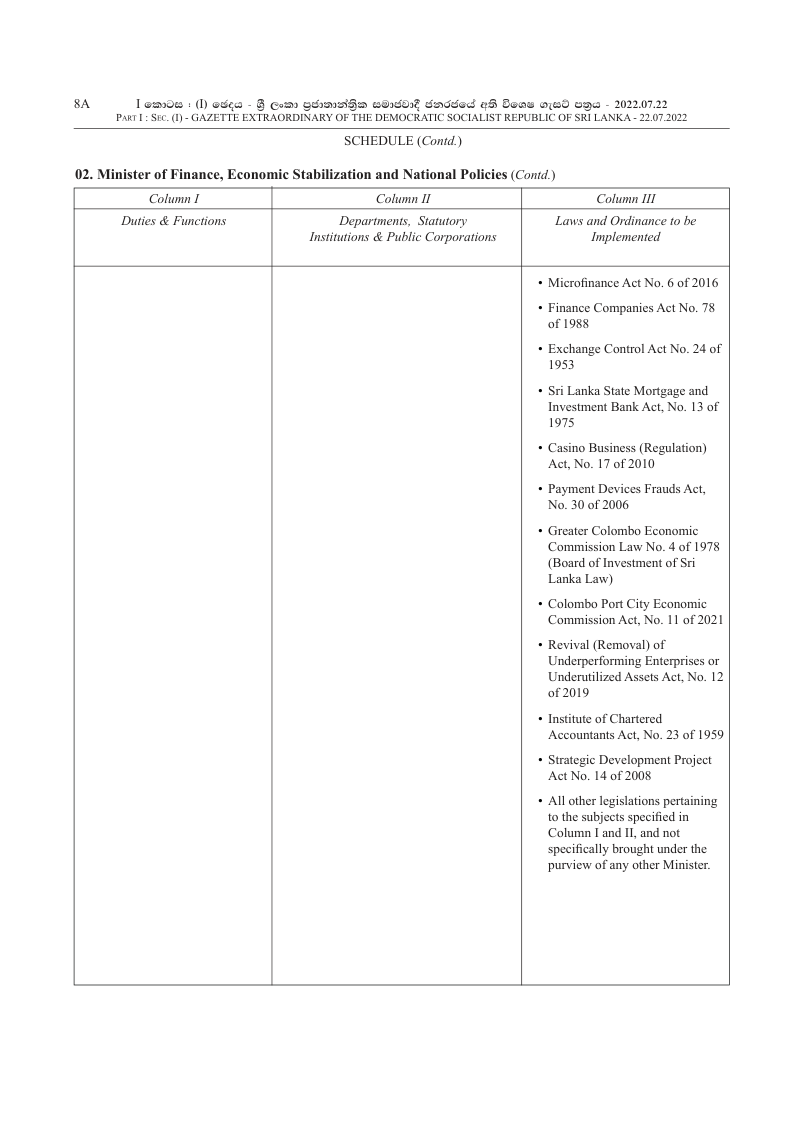 8A I කොටස : (I) ඡේදය - ශ්‍රී ලංකා ප්‍රජාතාන්ත්‍රික සමාජවාදී ජනරජයේ අති විශෙෂ ගැසට් පත්‍රය - 2022.07.22
PART I : SEC. (I) - GAZETTE EXTRAORDINARY OF THE DEMOCRATIC SOCIALIST REPUBLIC OF SRI LANKA - 22.07.2022
SCHEDULE (Contd.)
02. Minister of Finance, Economic Stabilization and National Policies (Contd.)
Column I
Column II
Column III
Duties & Functions
Departments, Statutory
Institutions & Public Corporations
Laws and Ordinance to be
Implemented
• Microfinance Act No. 6 of 2016
• Finance Companies Act No. 78
of 1988
• Exchange Control Act No. 24 of
1953
• Sri Lanka State Mortgage and
Investment Bank Act, No. 13 of
1975
• Casino Business (Regulation)
Act, No. 17 of 2010
• Payment Devices Frauds Act,
No. 30 of 2006
• Greater Colombo Economic
Commission Law No. 4 of 1978
(Board of Investment of Sri
Lanka Law)
• Colombo Port City Economic
Commission Act, No. 11 of 2021
• Revival (Removal) of
Underperforming Enterprises or
Underutilized Assets Act, No. 12
of 2019
• Institute of Chartered
Accountants Act, No. 23 of 1959
• Strategic Development Project
Act No. 14 of 2008
• All other legislations pertaining
to the subjects specified in
Column I and II, and not
specifically brought under the
purview of any other Minister.